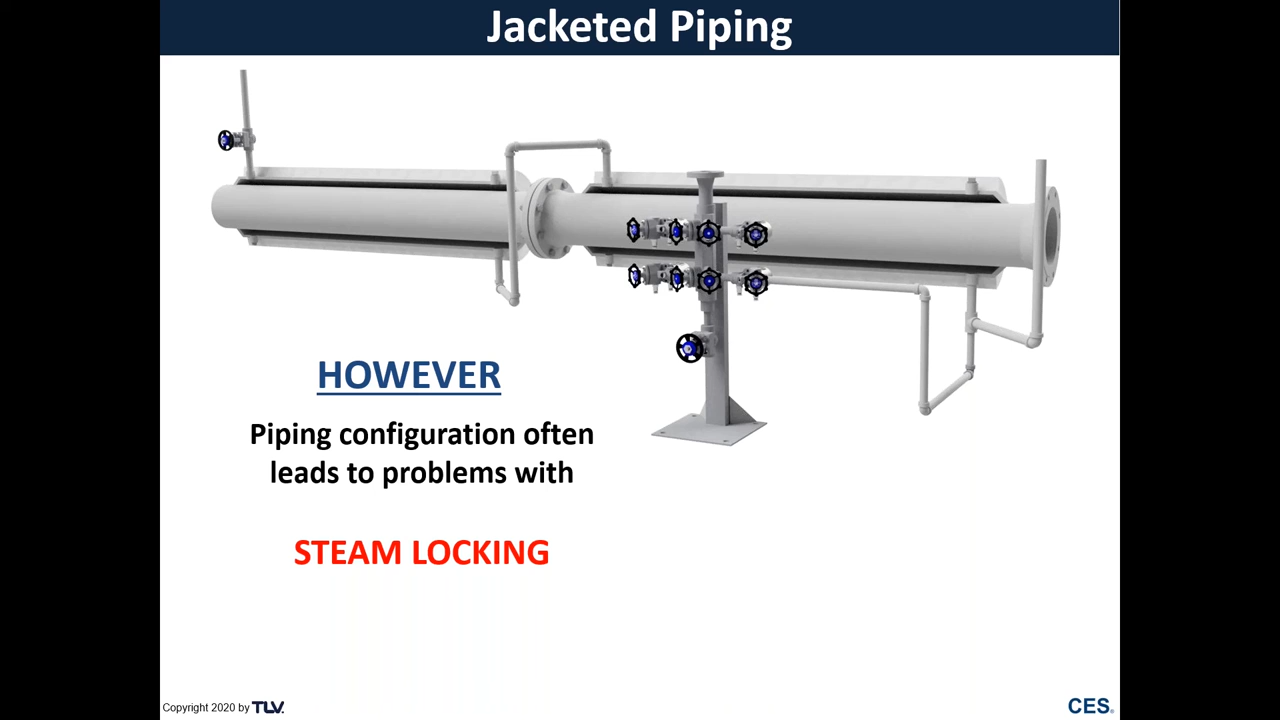 Jacketed Piping
HOWEVER
Piping configuration often
leads to problems with
STEAM LOCKING
Copyright 2020 by TLV.
CES®